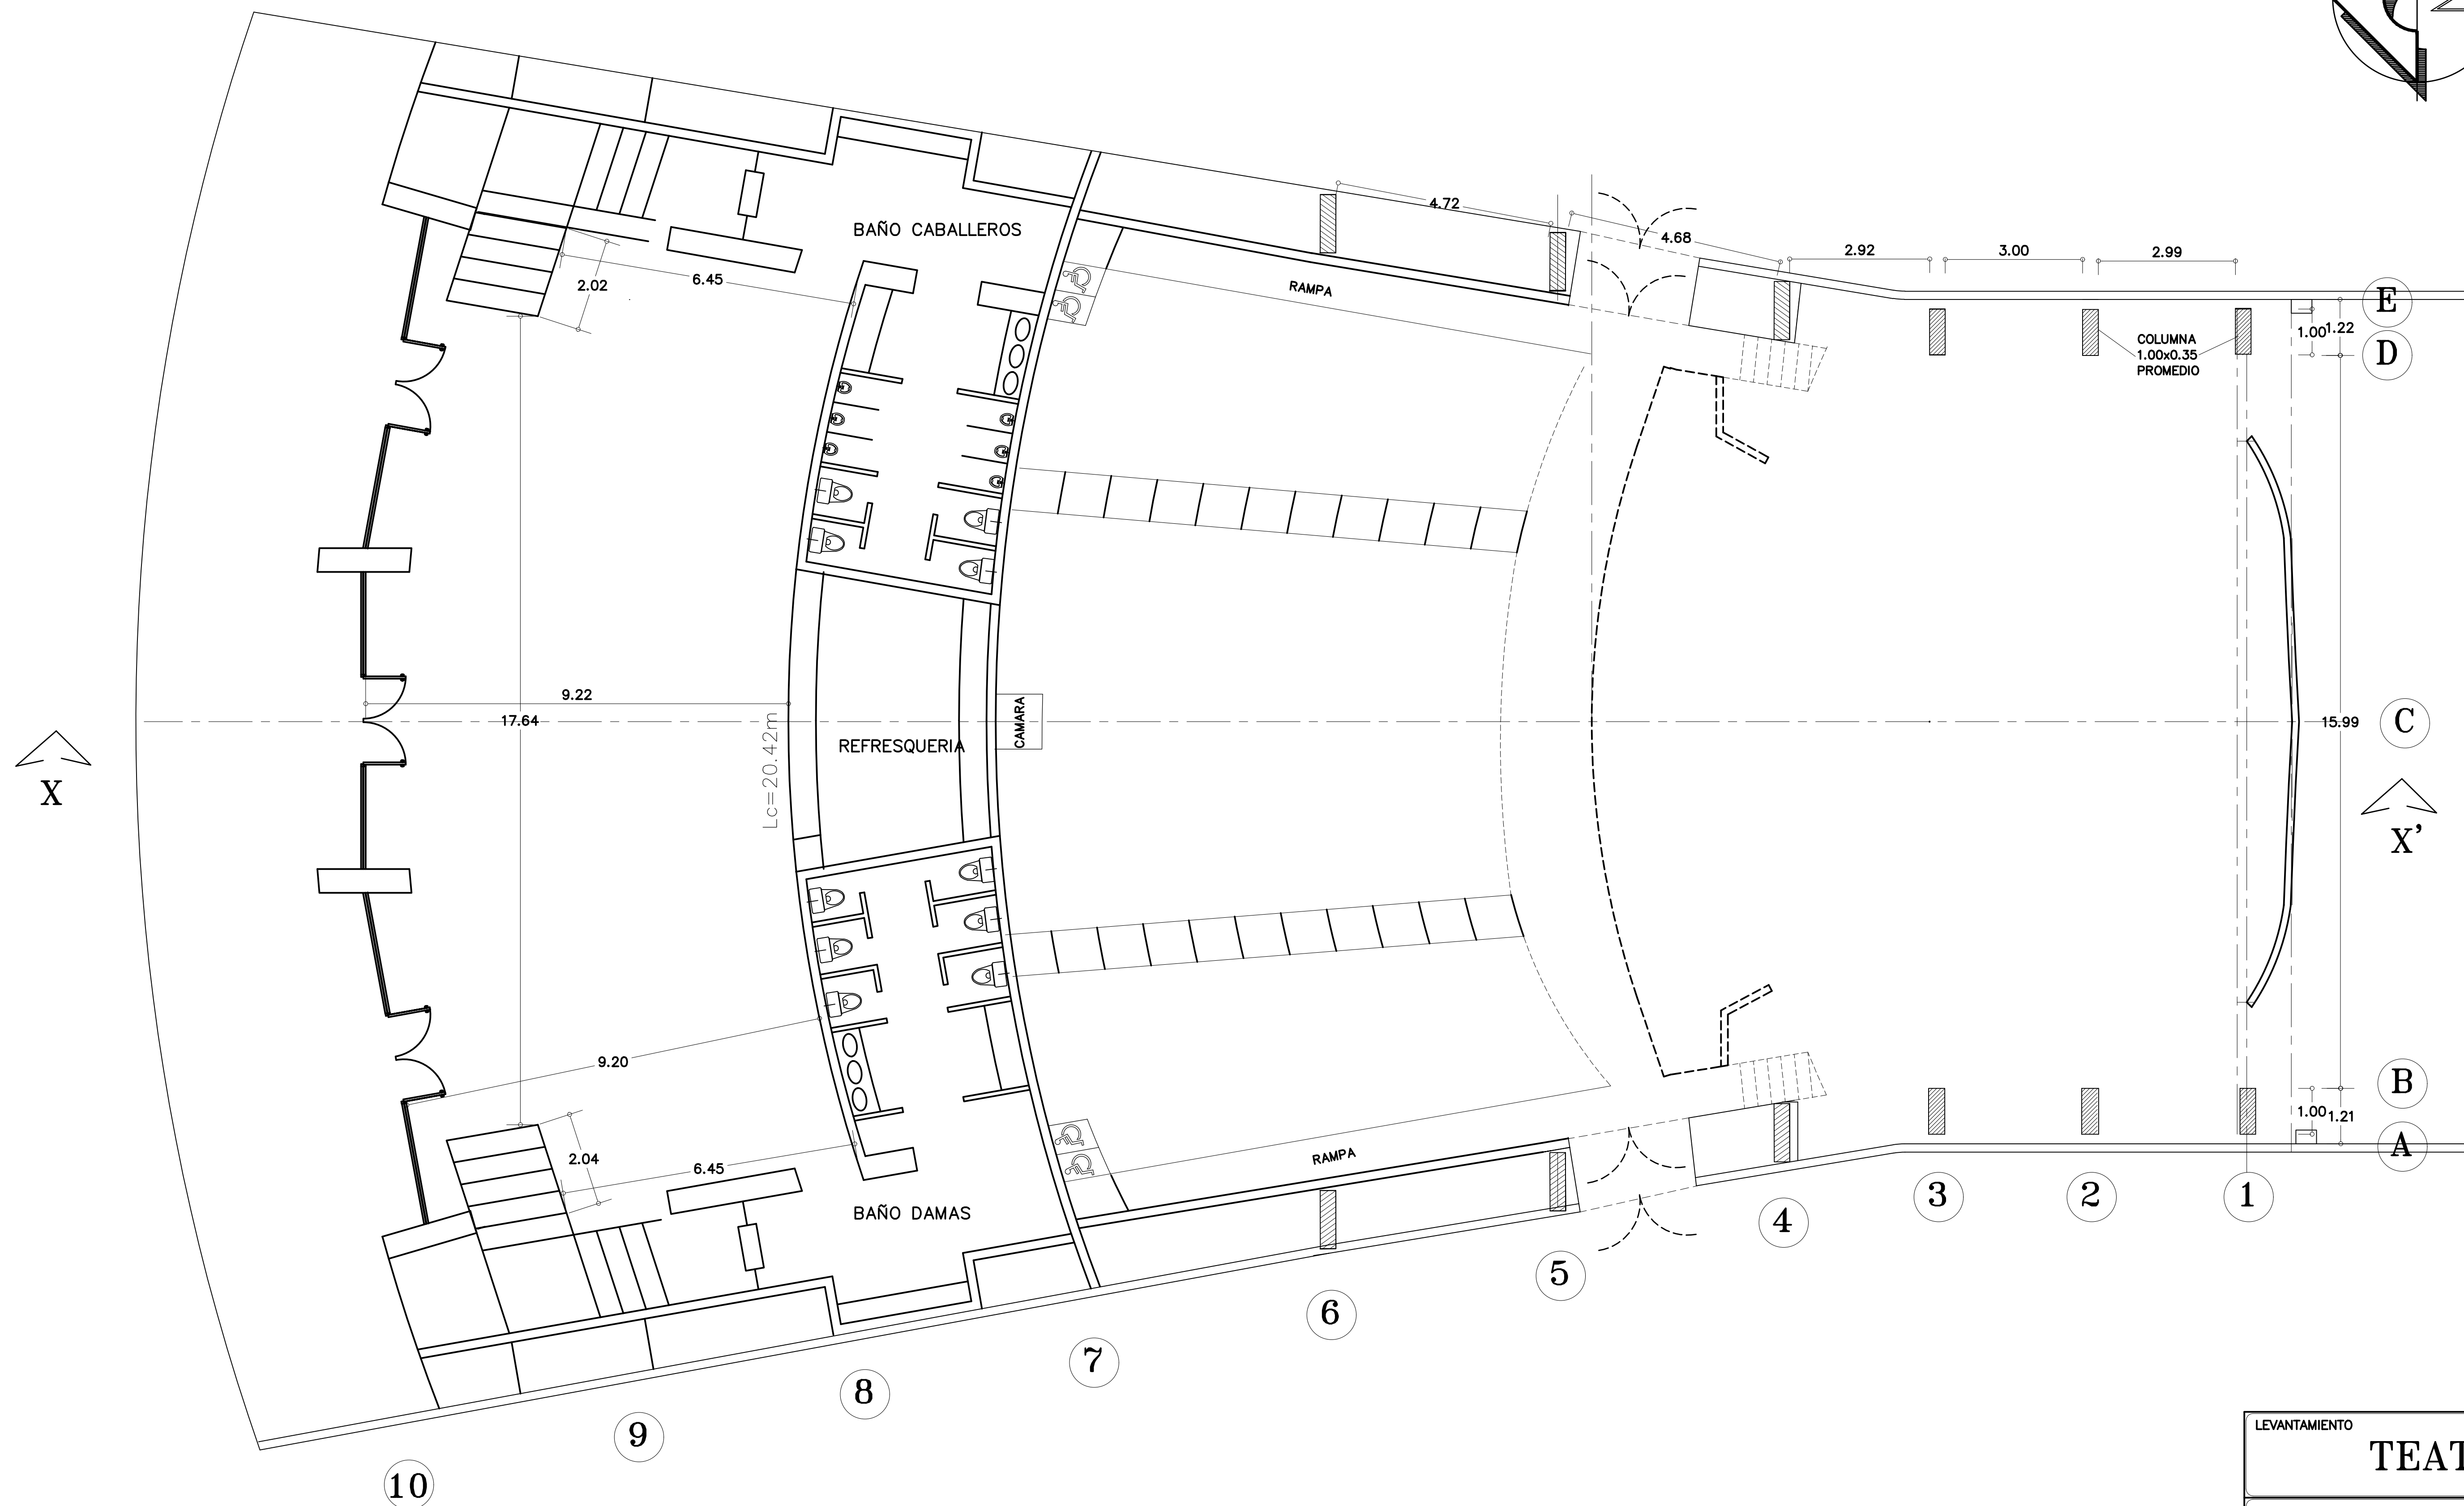 BAÑO CABALLEROS
4.72
4.68
2.92
3.00
2.99
2.02
6.45
RAMPA
E
1.00
1.22
COLUMNA
1.00x0.35
PROMEDIO
D
9.22
17.64
REFRESQUERIA
CAMARA
Lc=20.42m
15.99
C
X
X'
9.20
B
2.04
6.45
RAMPA
1.00
1.21
A
BAÑO DAMAS
3
2
1
4
5
6
7
8
9
10
LEVANTAMIENTO
TEAT